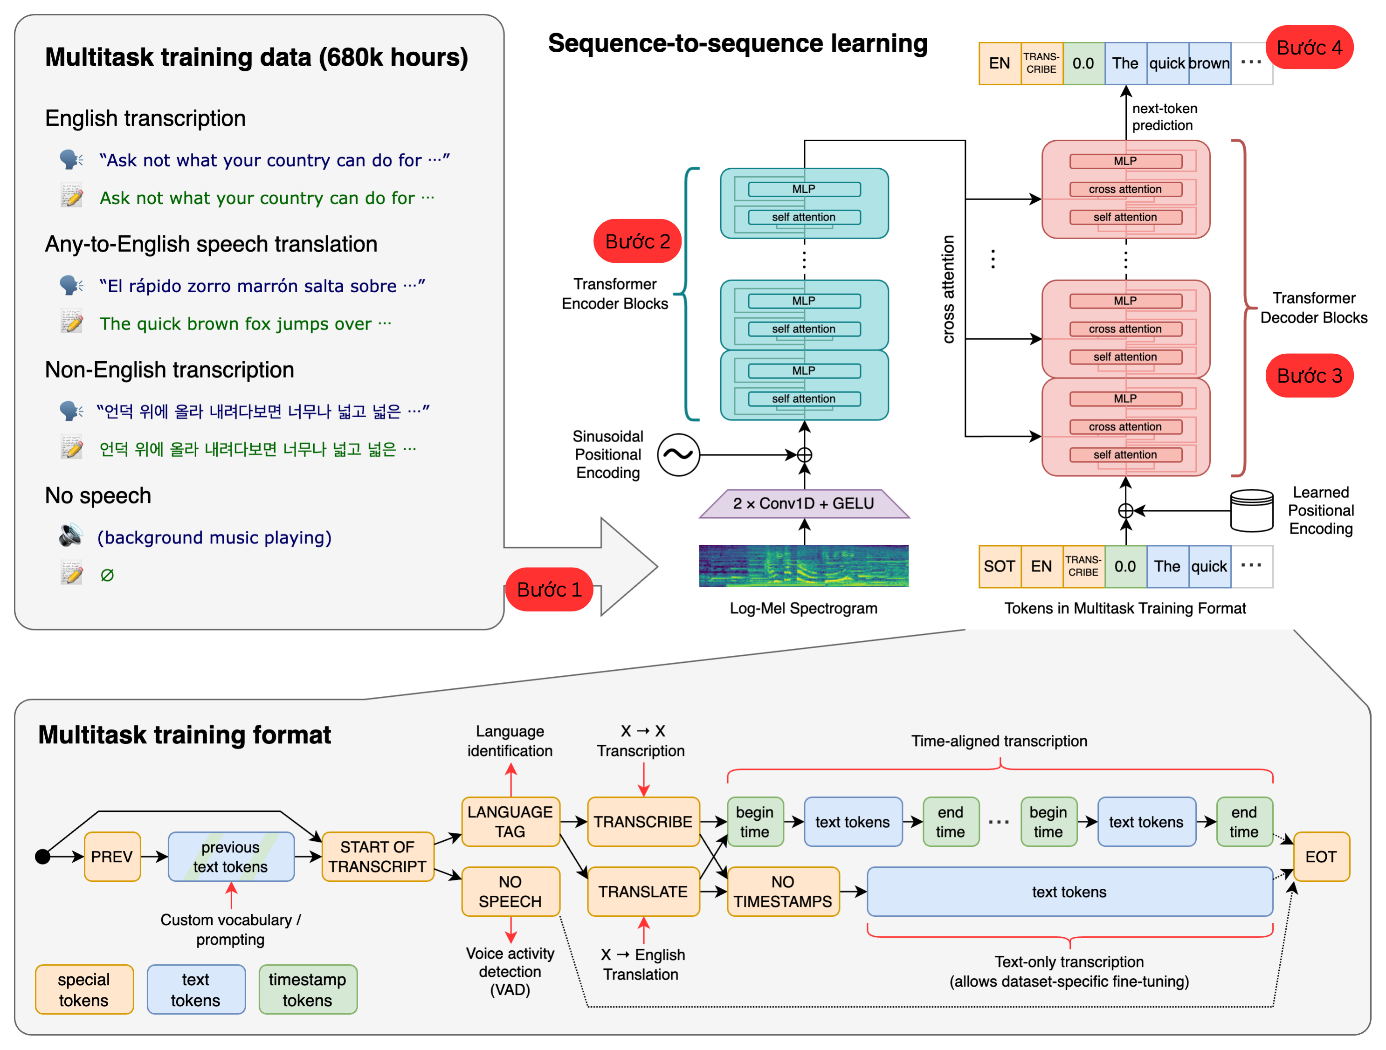 Multitask training data (680k hours)
English transcription
“Ask not what your country can do for ⋯”
Ask not what your country can do for ⋯
Any-to-English speech translation
“El rápido zorro marrón salta sobre ⋯”
The quick brown fox jumps over ⋯
Non-English transcription
“언덕 위에 올라 내려다보면 너무나 넓고 넓은 ⋯”
언덕 위에 올라 내려다보면 너무나 넓고 넓은 ⋯
No speech
(background music playing)
∅
Bước 1
Sequence-to-sequence learning
Bước 2
Transformer
Encoder Blocks
MLP
self attention
⋮
MLP
self attention
MLP
self attention
Sinusoidal
Positional
Encoding
2 × Conv1D + GELU
Log-Mel Spectrogram
cross attention
⋮
EN
TRANS-
CRIBE
0.0
The
quick
brown
⋯
Bước 4
next-token
prediction
MLP
cross attention
self attention
⋮
MLP
cross attention
self attention
MLP
cross attention
self attention
Transformer
Decoder Blocks
Bước 3
Learned
Positional
Encoding
SOT
EN
TRANS-
CRIBE
0.0
The
quick
⋯
Tokens in Multitask Training Format
Multitask training format
PREV
previous
text tokens
Custom vocabulary /
prompting
START OF
TRANSCRIPT
Language
identification
LANGUAGE
TAG
NO
SPEECH
Voice activity
detection
(VAD)
X → X
Transcription
TRANSCRIBE
TRANSLATE
X → English
Translation
Time-aligned transcription
begin
time
text tokens
end
time
⋯
begin
time
text tokens
end
time
NO
TIMESTAMPS
text tokens
Text-only transcription
(allows dataset-specific fine-tuning)
EOT
special
tokens
text
tokens
timestamp
tokens